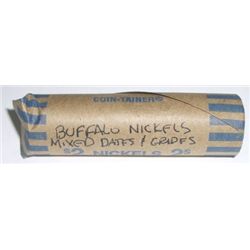 COIN-TAINER®
BUFFALO NICKELS
MIXED DATES & GRADES
$2 NICKELS 2$